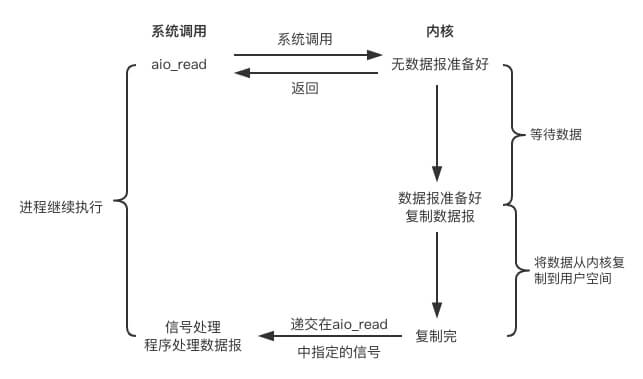 系统调用
内核
系统调用
aio_read
无数据报准备好
返回
等待数据
进程继续执行
数据报准备好
复制数据报
将数据从内核复
制到用户空间
信号处理
程序处理数据报
递交在aio_read
中指定的信号
复制完